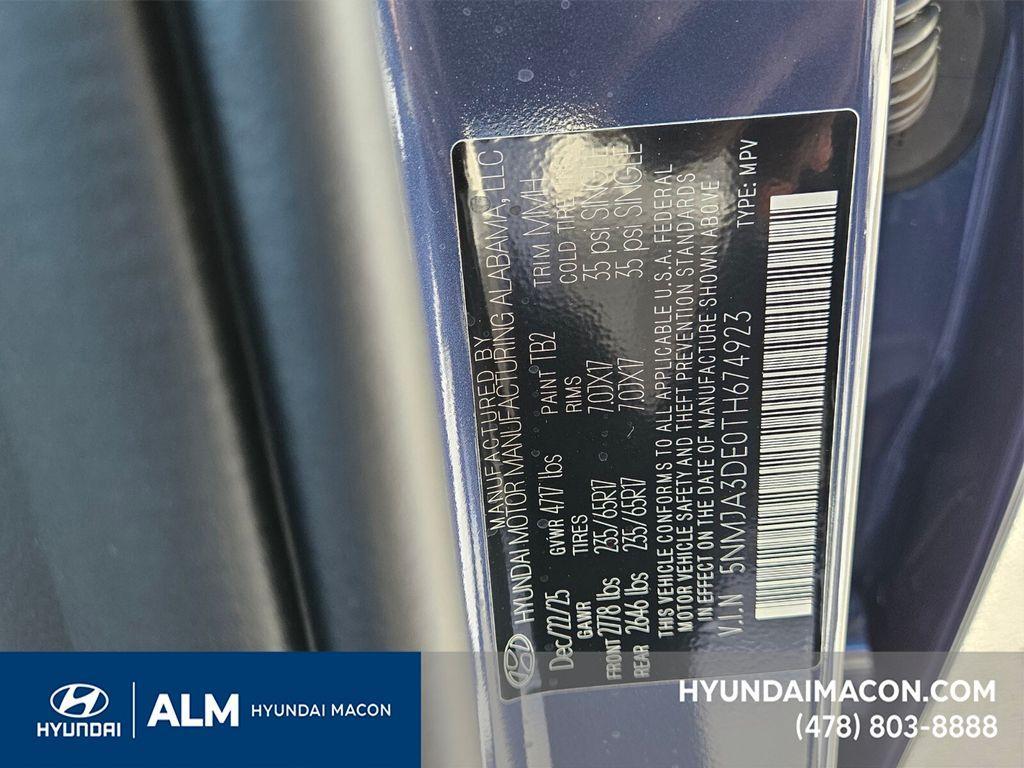 MANUFACTURED BY
HYUNDAI MOTOR MANUFACTURING ALABAMA, LLC
Dec/22/25 GVWR 4717 lbs PAINT TB2 TRIM MMH
GAWR TIRES RIMS COLD TIRE
FRONT 2778 lbs 235/65R17 7.0JX17 35 psi SINGLE
REAR 2646 lbs 235/65R17 7.0JX17 35 psi SINGLE
THIS VEHICLE CONFORMS TO ALL APPLICABLE U.S.A. FEDERAL
MOTOR VEHICLE SAFETY AND THEFT PREVENTION STANDARDS
IN EFFECT ON THE DATE OF MANUFACTURE SHOWN ABOVE
V.I.N 5NMJA3DE0TH674923 TYPE: MPV
HYUNDAI
ALM HYUNDAI MACON
HYUNDAIMACON.COM
(478) 803-8888